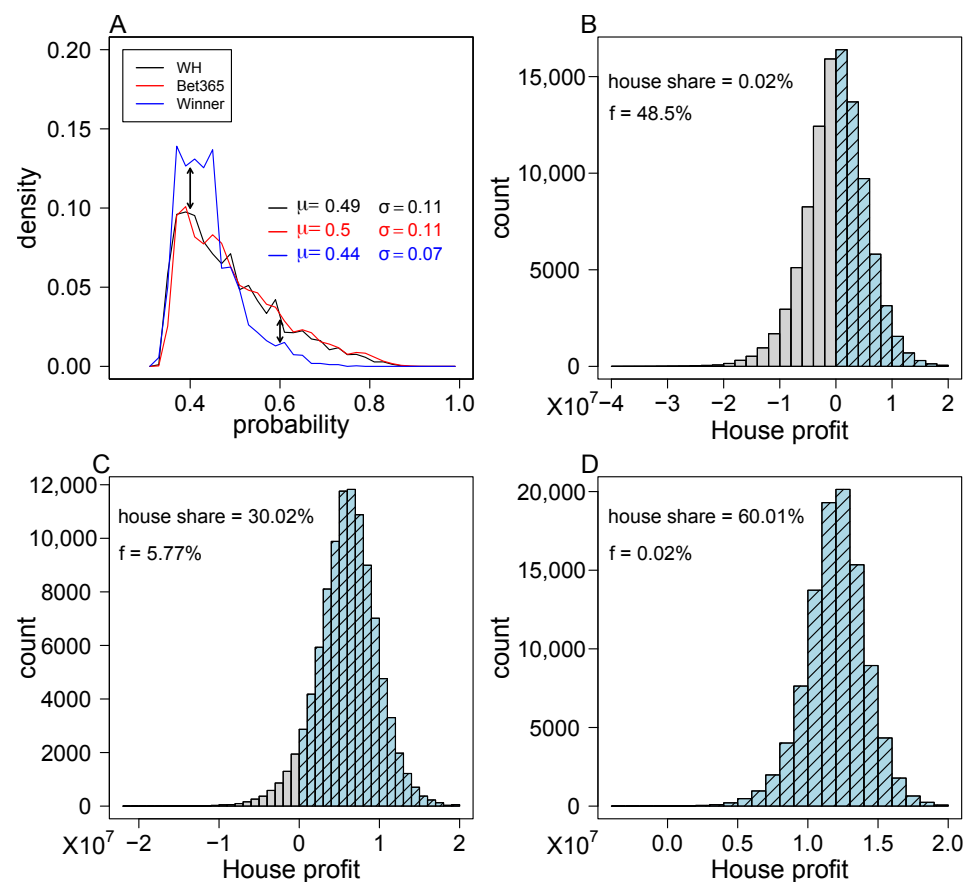 A
WH
Bet365
Winner
μ= 0.49 σ = 0.11
μ= 0.5 σ = 0.11
μ= 0.44 σ = 0.07
0.20
0.15
0.10
0.05
0.00
density
0.4 0.6 0.8 1.0
probability
B
house share = 0.02%
f = 48.5%
15,000
10,000
5000
0
count
X10⁷ −4 −3 −2 −1 0 1 2
House profit
C
house share = 30.02%
f = 5.77%
12,000
10,000
8000
6000
4000
2000
0
count
X10⁷ −2 −1 0 1 2
House profit
D
house share = 60.01%
f = 0.02%
20,000
15,000
10,000
5000
0
count
X10⁷ 0.0 0.5 1.0 1.5 2.0
House profit